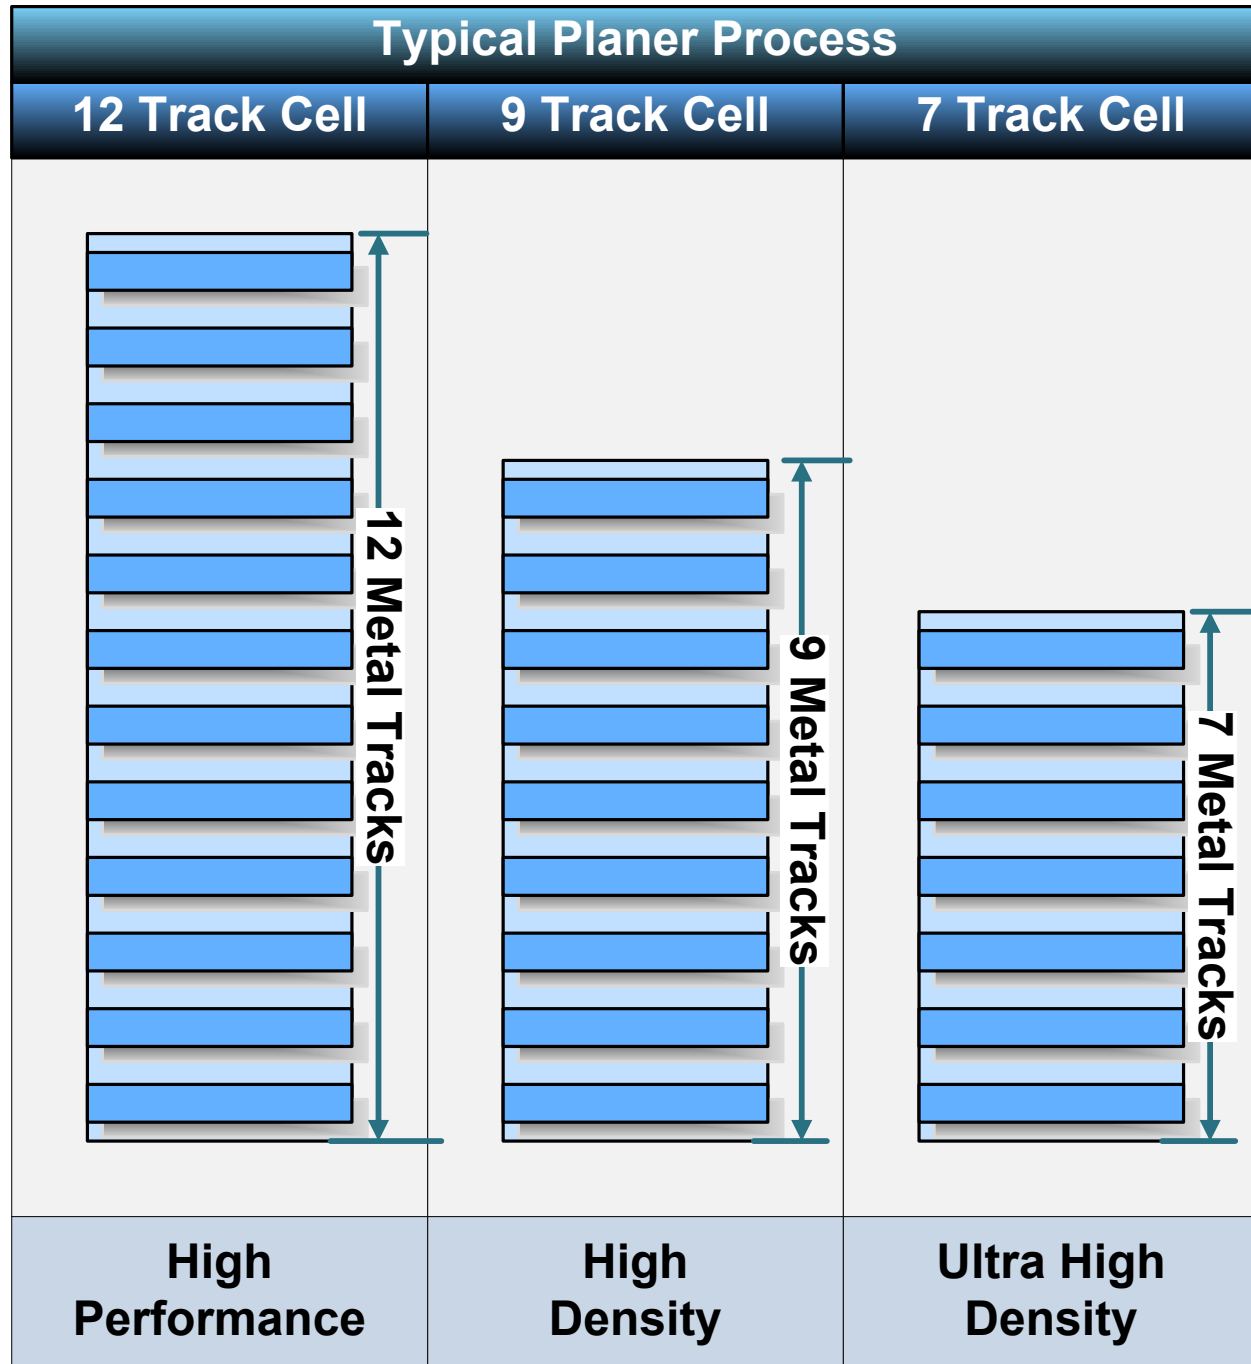 Typical Planer Process
12 Track Cell
9 Track Cell
7 Track Cell
12 Metal Tracks
9 Metal Tracks
7 Metal Tracks
High
Performance
High
Density
Ultra High
Density